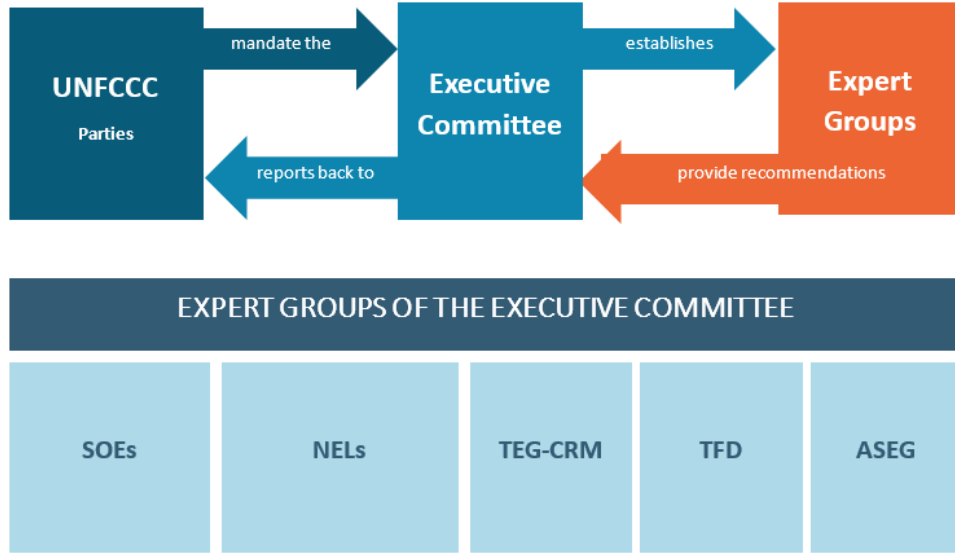 mandate the
establishes
UNFCCC
Parties
Executive
Committee
Expert
Groups
reports back to
provide recommendations
EXPERT GROUPS OF THE EXECUTIVE COMMITTEE
SOEs
NELs
TEG-CRM
TFD
ASEG